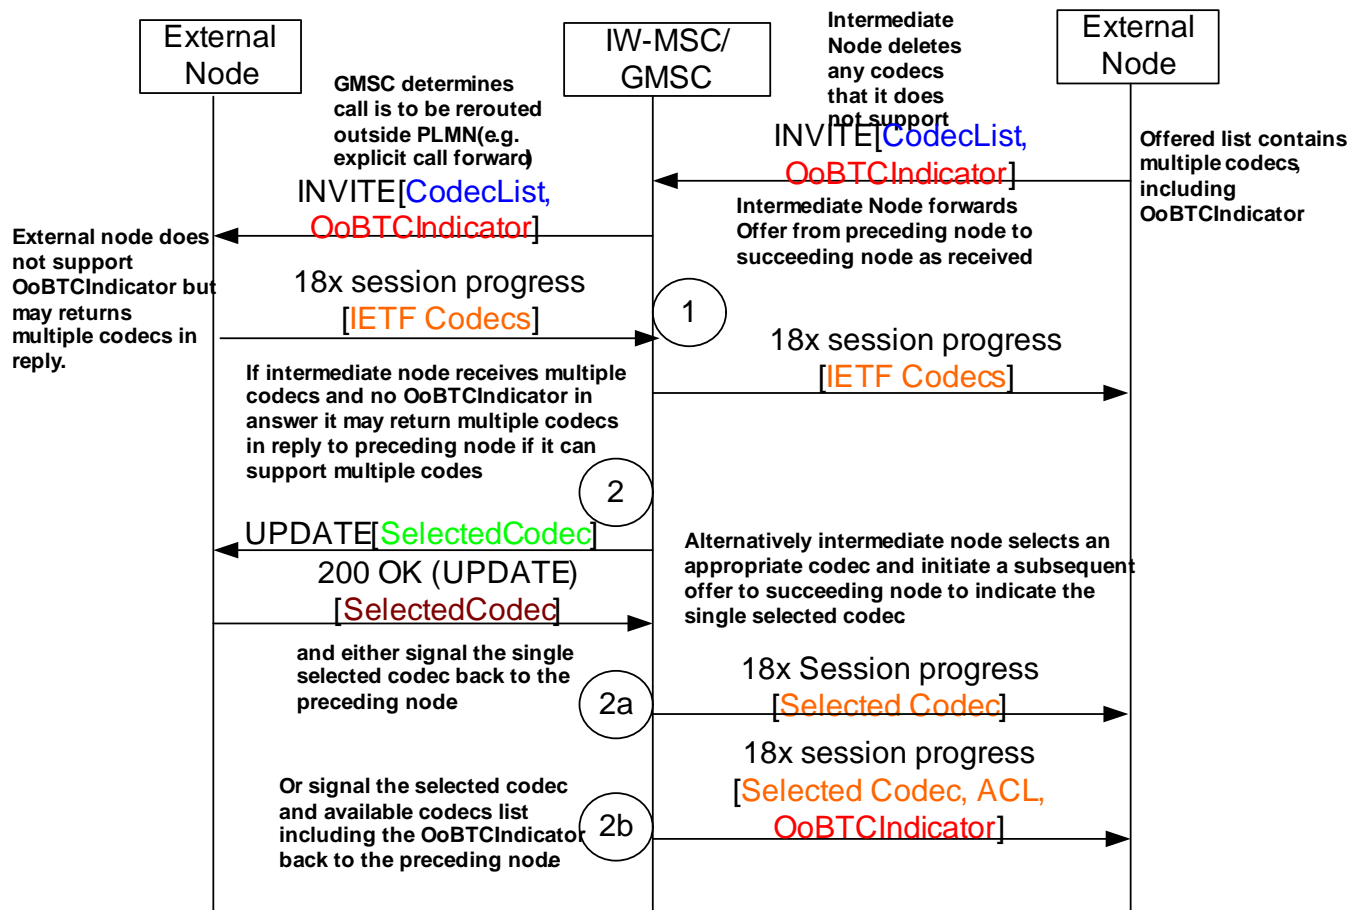 External
Node
IW-MSC/
GMSC
External
Node
Intermediate
Node deletes
any codecs
that it does
not support
GMSC determines
call is to be rerouted
outside PLMN(e.g.
explicit call forward)
INVITE[CodecList,
OoBTCIndicator]
Offered list contains
multiple codecs,
including
OoBTCIndicator
INVITE[CodecList,
OoBTCIndicator]
Intermediate Node forwards
Offer from preceding node to
succeeding node as received
External node does
not support
OoBTCIndicator but
may returns
multiple codecs in
reply.
18x session progress
[IETF Codecs]
1
18x session progress
[IETF Codecs]
If intermediate node receives multiple
codecs and no OoBTCIndicator in
answer it may return multiple codecs
in reply to preceding node if it can
support multiple codes
2
UPDATE[SelectedCodec]
200 OK (UPDATE)
[SelectedCodec]
Alternatively intermediate node selects an
appropriate codec and initiate a subsequent
offer to succeeding node to indicate the
single selected codec.
and either signal the single
selected codec back to the
preceding node
2a
18x Session progress
[Selected Codec]
Or signal the selected codec
and available codecs list
including the OoBTCIndicator
back to the preceding node.
2b
18x session progress
[Selected Codec, ACL,
OoBTCIndicator]